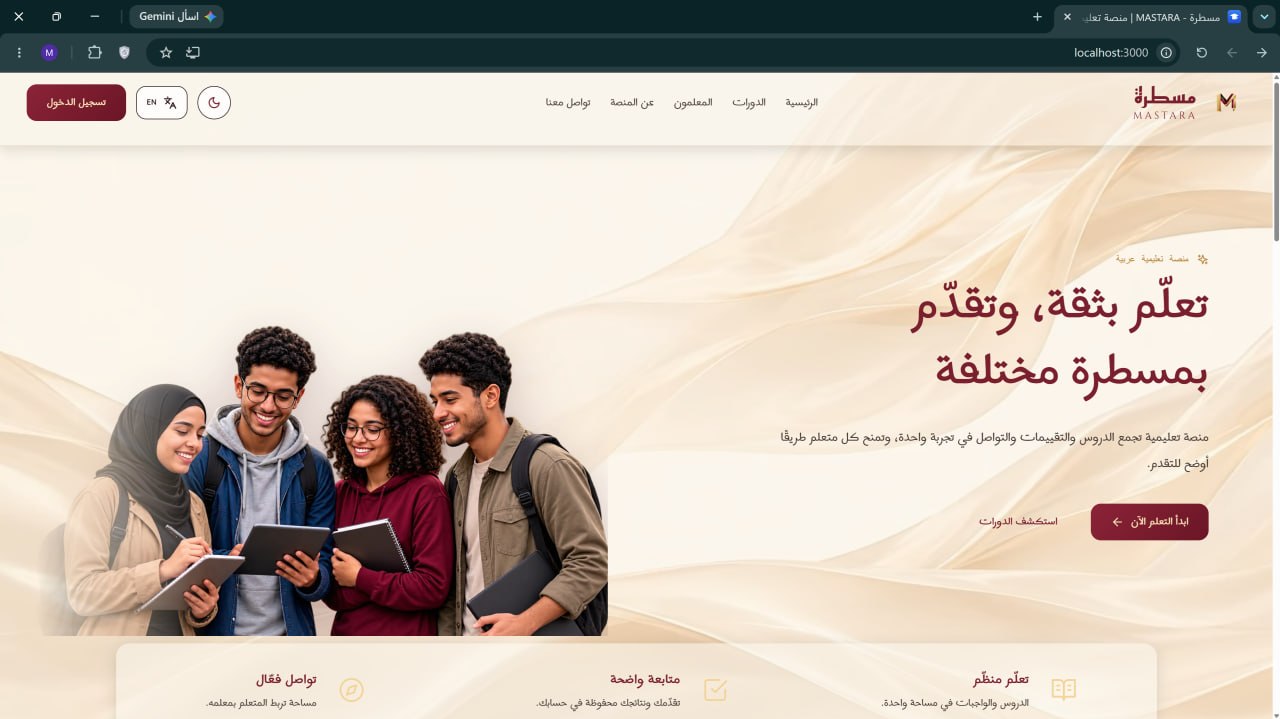 اسأل Gemini
مسطرة - MASTARA | منصة تعليـ
M
localhost:3000
مسطرة
MASTARA
الرئيسية
الدورات
المعلمون
عن المنصة
تواصل معنا
EN
تسجيل الدخول
منصة تعليمية عربية
تعلّم بثقة، وتقدّم
بمسطرة مختلفة
منصة تعليمية تجمع الدروس والتقييمات والتواصل في تجربة واحدة، وتمنح كل متعلم طريقًا
أوضح للتقدم.
ابدأ التعلم الآن
استكشف الدورات
تعلّم منظّم
الدروس والواجبات في مساحة واحدة.
متابعة واضحة
تقدّمك ونتائجك محفوظة في حسابك.
تواصل فعّال
مساحة تربط المتعلم بمعلمه.